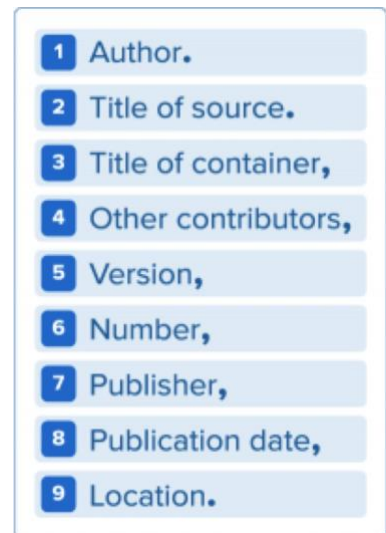 1 Author.
2 Title of source.
3 Title of container,
4 Other contributors,
5 Version,
6 Number,
7 Publisher,
8 Publication date,
9 Location.